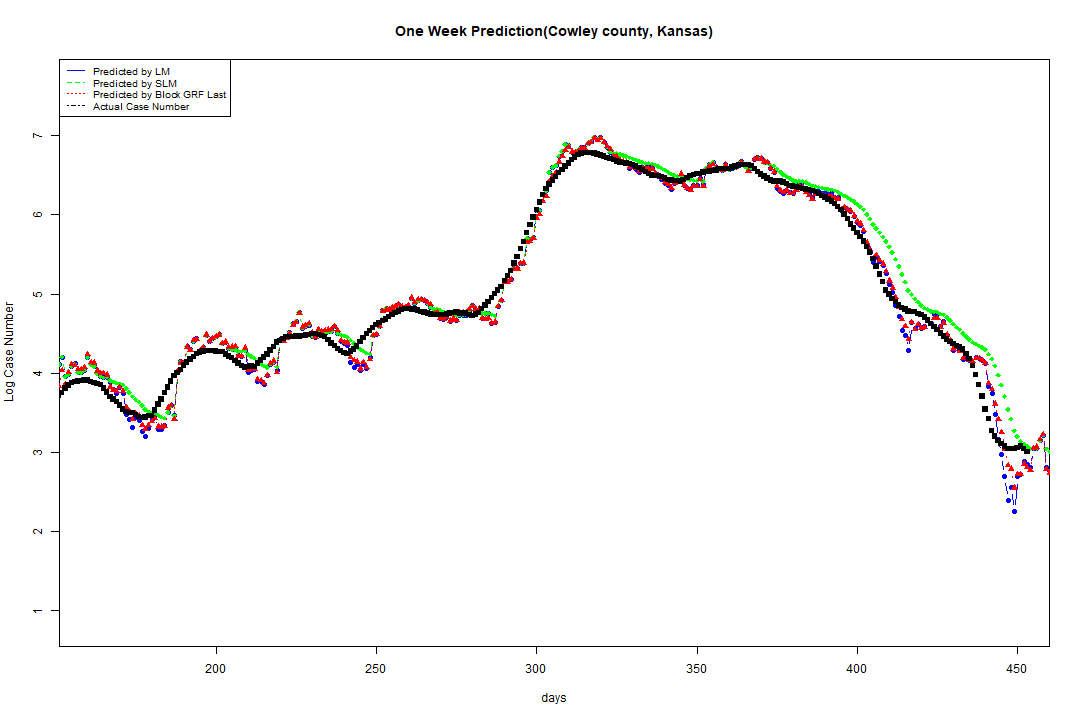 One Week Prediction(Cowley county, Kansas)
Predicted by LM
Predicted by SLM
Predicted by Block GRF Last
Actual Case Number
Log Case Number
7
6
5
4
3
2
1
200 250 300 350 400 450
days